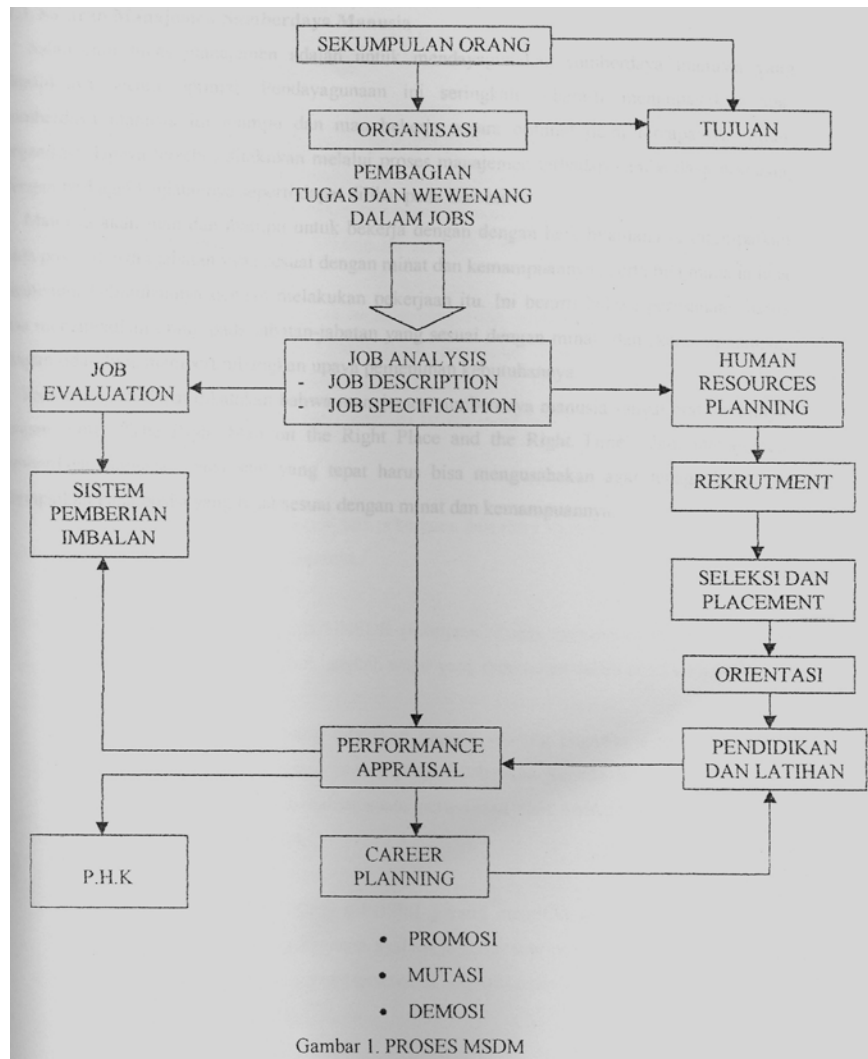 SEKUMPULAN ORANG
ORGANISASI
TUJUAN
PEMBAGIAN
TUGAS DAN WEWENANG
DALAM JOBS
JOB
EVALUATION
JOB ANALYSIS
- JOB DESCRIPTION
- JOB SPECIFICATION
HUMAN
RESOURCES
PLANNING
SISTEM
PEMBERIAN
IMBALAN
REKRUTMENT
SELEKSI DAN
PLACEMENT
ORIENTASI
PERFORMANCE
APPRAISAL
PENDIDIKAN
DAN LATIHAN
P.H.K
CAREER
PLANNING
• PROMOSI
• MUTASI
• DEMOSI
Gambar 1. PROSES MSDM